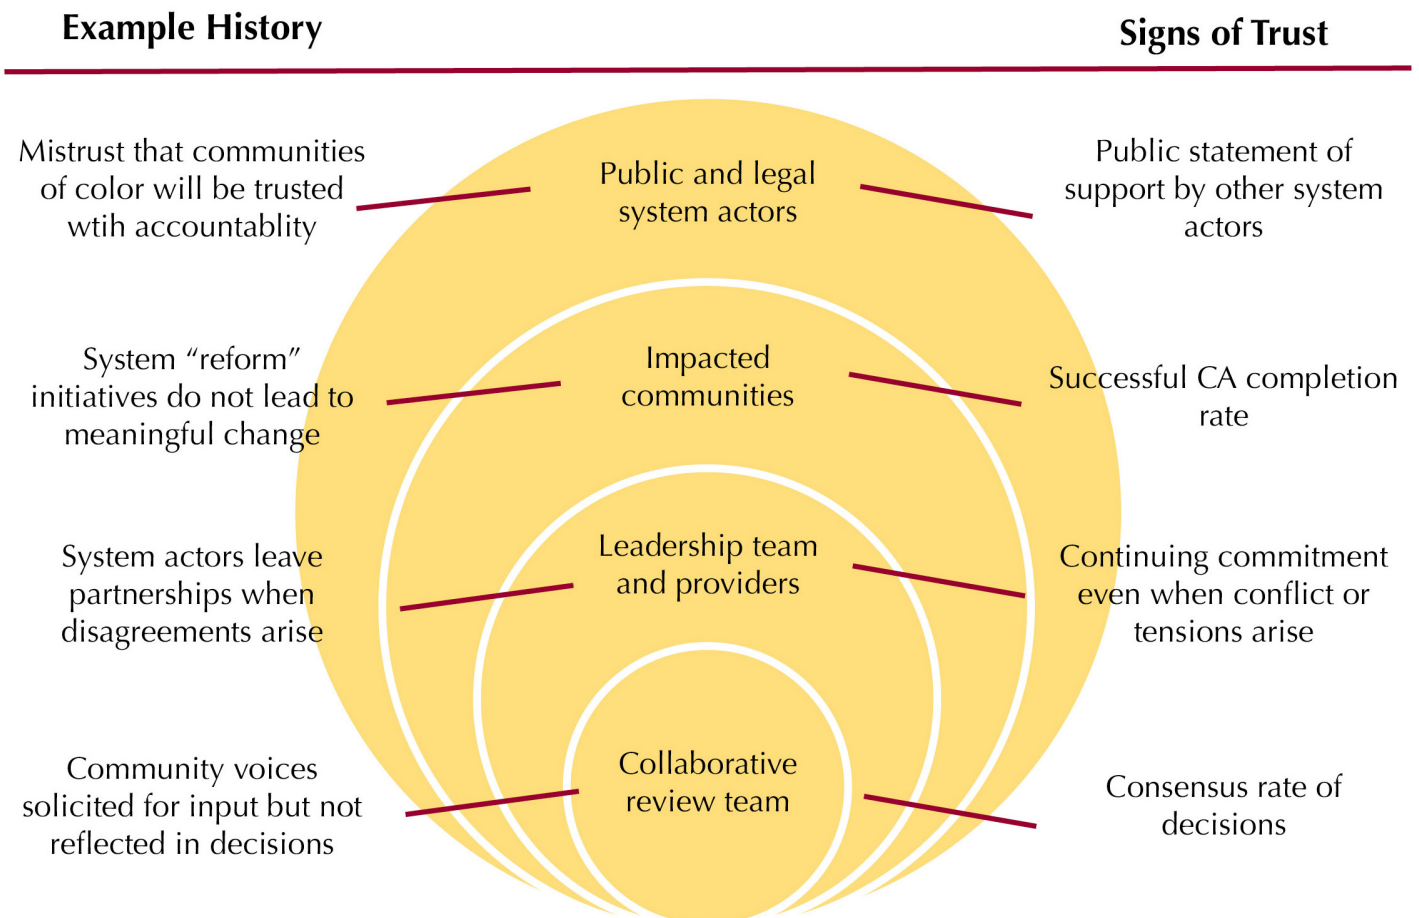 Example History
Signs of Trust
Mistrust that communities
of color will be trusted
wtih accountablity
Public and legal
system actors
Public statement of
support by other system
actors
System “reform”
initiatives do not lead to
meaningful change
Impacted
communities
Successful CA completion
rate
System actors leave
partnerships when
disagreements arise
Leadership team
and providers
Continuing commitment
even when conflict or
tensions arise
Community voices
solicited for input but not
reflected in decisions
Collaborative
review team
Consensus rate of
decisions